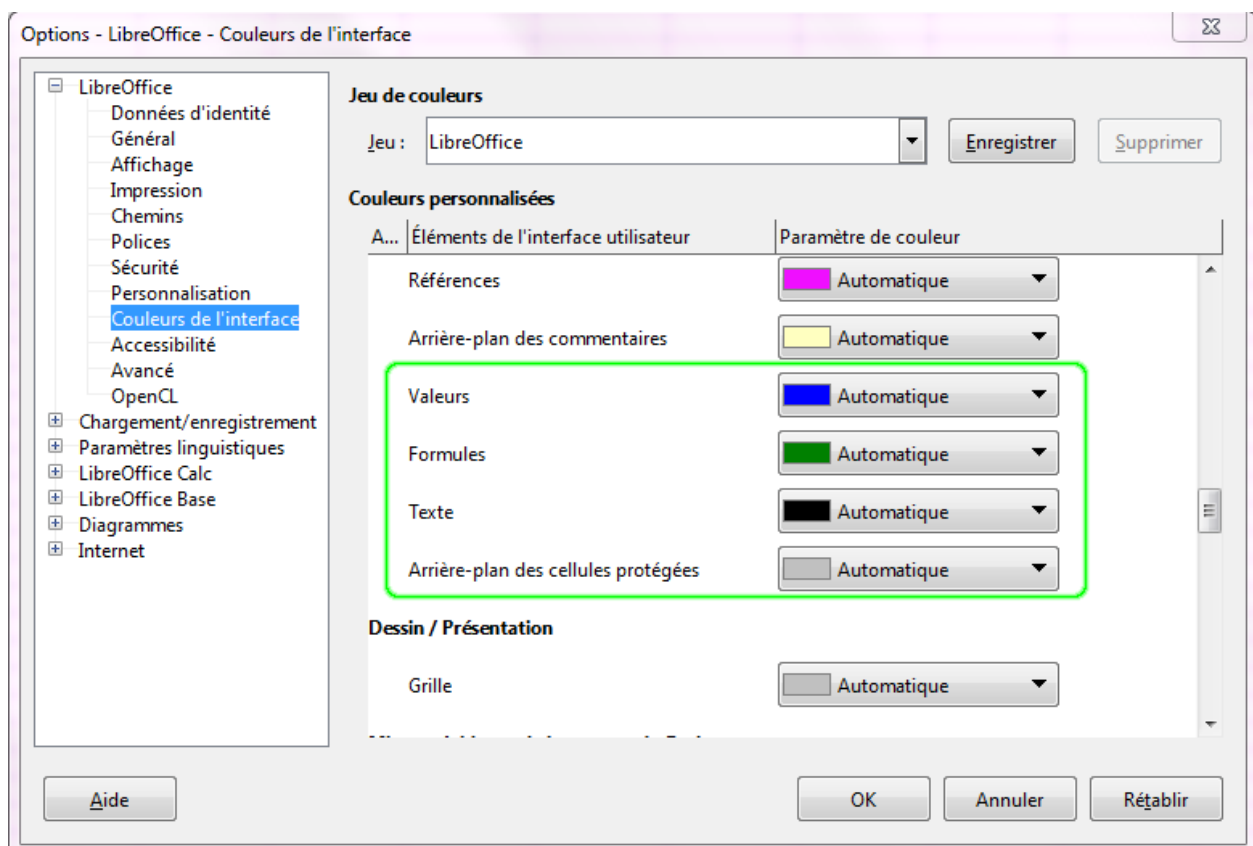 Options - LibreOffice - Couleurs de l'interface
LibreOffice
Données d'identité
Général
Affichage
Impression
Chemins
Polices
Sécurité
Personnalisation
Couleurs de l'interface
Accessibilité
Avancé
OpenCL
Chargement/enregistrement
Paramètres linguistiques
LibreOffice Calc
LibreOffice Base
Diagrammes
Internet
Jeu de couleurs
Jeu : LibreOffice Enregistrer Supprimer
Couleurs personnalisées
A... Éléments de l'interface utilisateur Paramètre de couleur
Références Automatique
Arrière-plan des commentaires Automatique
Valeurs Automatique
Formules Automatique
Texte Automatique
Arrière-plan des cellules protégées Automatique
Dessin / Présentation
Grille Automatique
Aide OK Annuler Rétablir